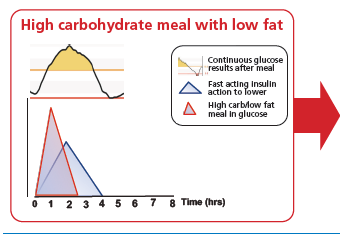 High carbohydrate meal with low fat
Continuous glucose
results after meal
Fast acting insulin
action to lower
High carb/low fat
meal in glucose
0 1 2 3 4 5 6 7 8 Time (hrs)